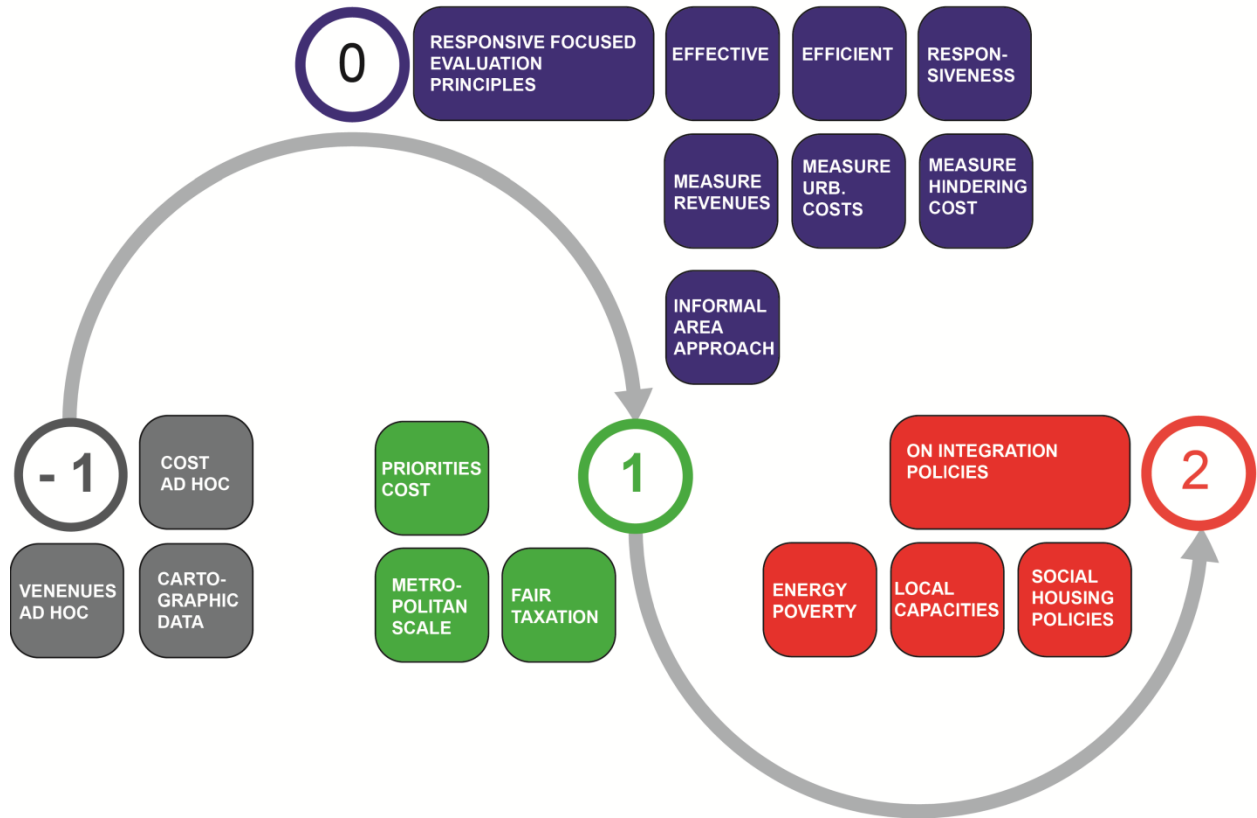 0
RESPONSIVE FOCUSED
EVALUATION
PRINCIPLES
EFFECTIVE
EFFICIENT
RESPON-
SIVENESS
MEASURE
REVENUES
MEASURE
URB.
COSTS
MEASURE
HINDERING
COST
INFORMAL
AREA
APPROACH
- 1
COST
AD HOC
VENENUES
AD HOC
CARTO-
GRAPHIC
DATA
PRIORITIES
COST
1
METRO-
POLITAN
SCALE
FAIR
TAXATION
ON INTEGRATION
POLICIES
2
ENERGY
POVERTY
LOCAL
CAPACITIES
SOCIAL
HOUSING
POLICIES